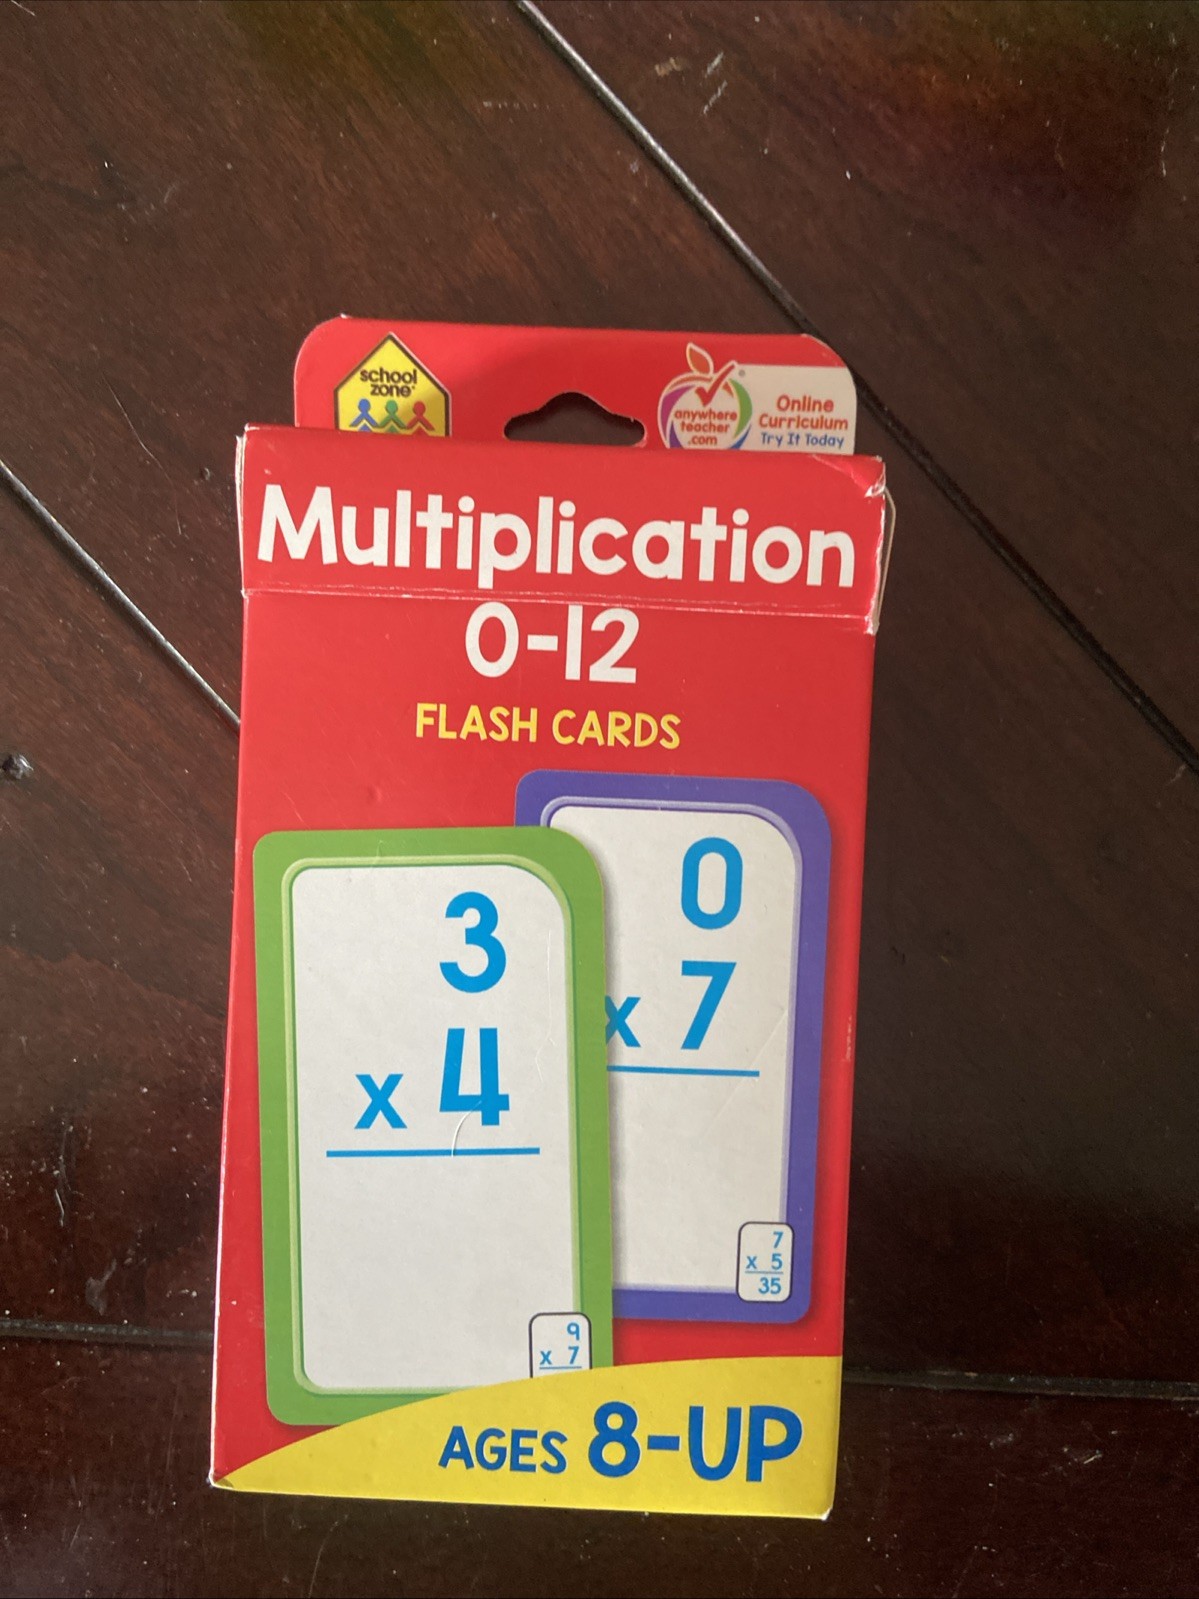 school
zone®
anywhere
teacher
.com
®
Online
Curriculum
Try It Today
Multiplication
0-12
FLASH CARDS
3
x 4
0
x 7
7
x 5
35
9
x 7
AGES 8-UP